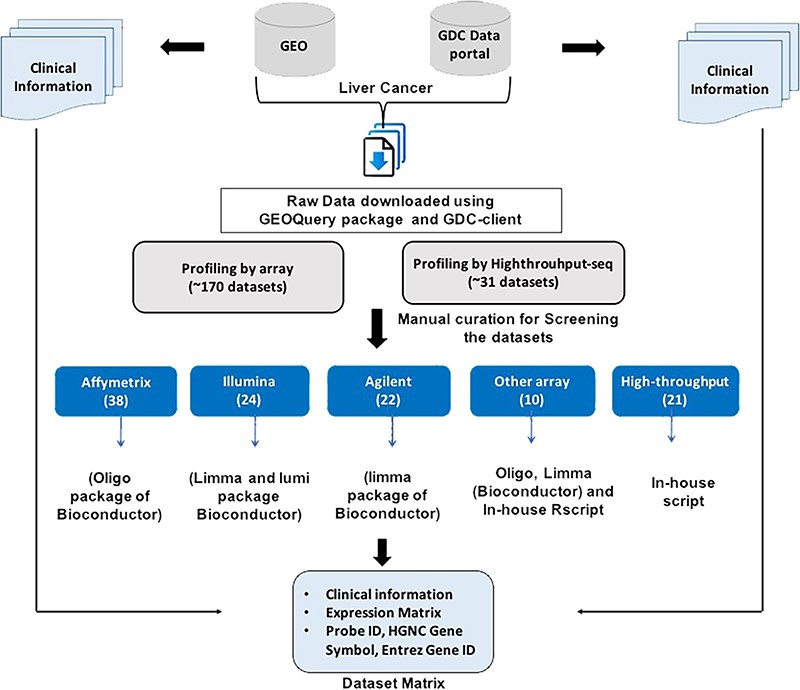 GEO
GDC Data
portal
Clinical
Information
Clinical
Information
Liver Cancer
Raw Data downloaded using
GEOQuery package and GDC-client
Profiling by array
(~170 datasets)
Profiling by Highthrouhput-seq
(~31 datasets)
Manual curation for Screening
the datasets
Affymetrix
(38)
Illumina
(24)
Agilent
(22)
Other array
(10)
High-throughput
(21)
(Oligo
package of
Bioconductor)
(Limma and lumi
package
Bioconductor)
(limma
package of
Bioconductor)
Oligo, Limma
(Bioconductor) and
In-house Rscript
In-house
script
• Clinical information
• Expression Matrix
• Probe ID, HGNC Gene
Symbol, Entrez Gene ID
Dataset Matrix